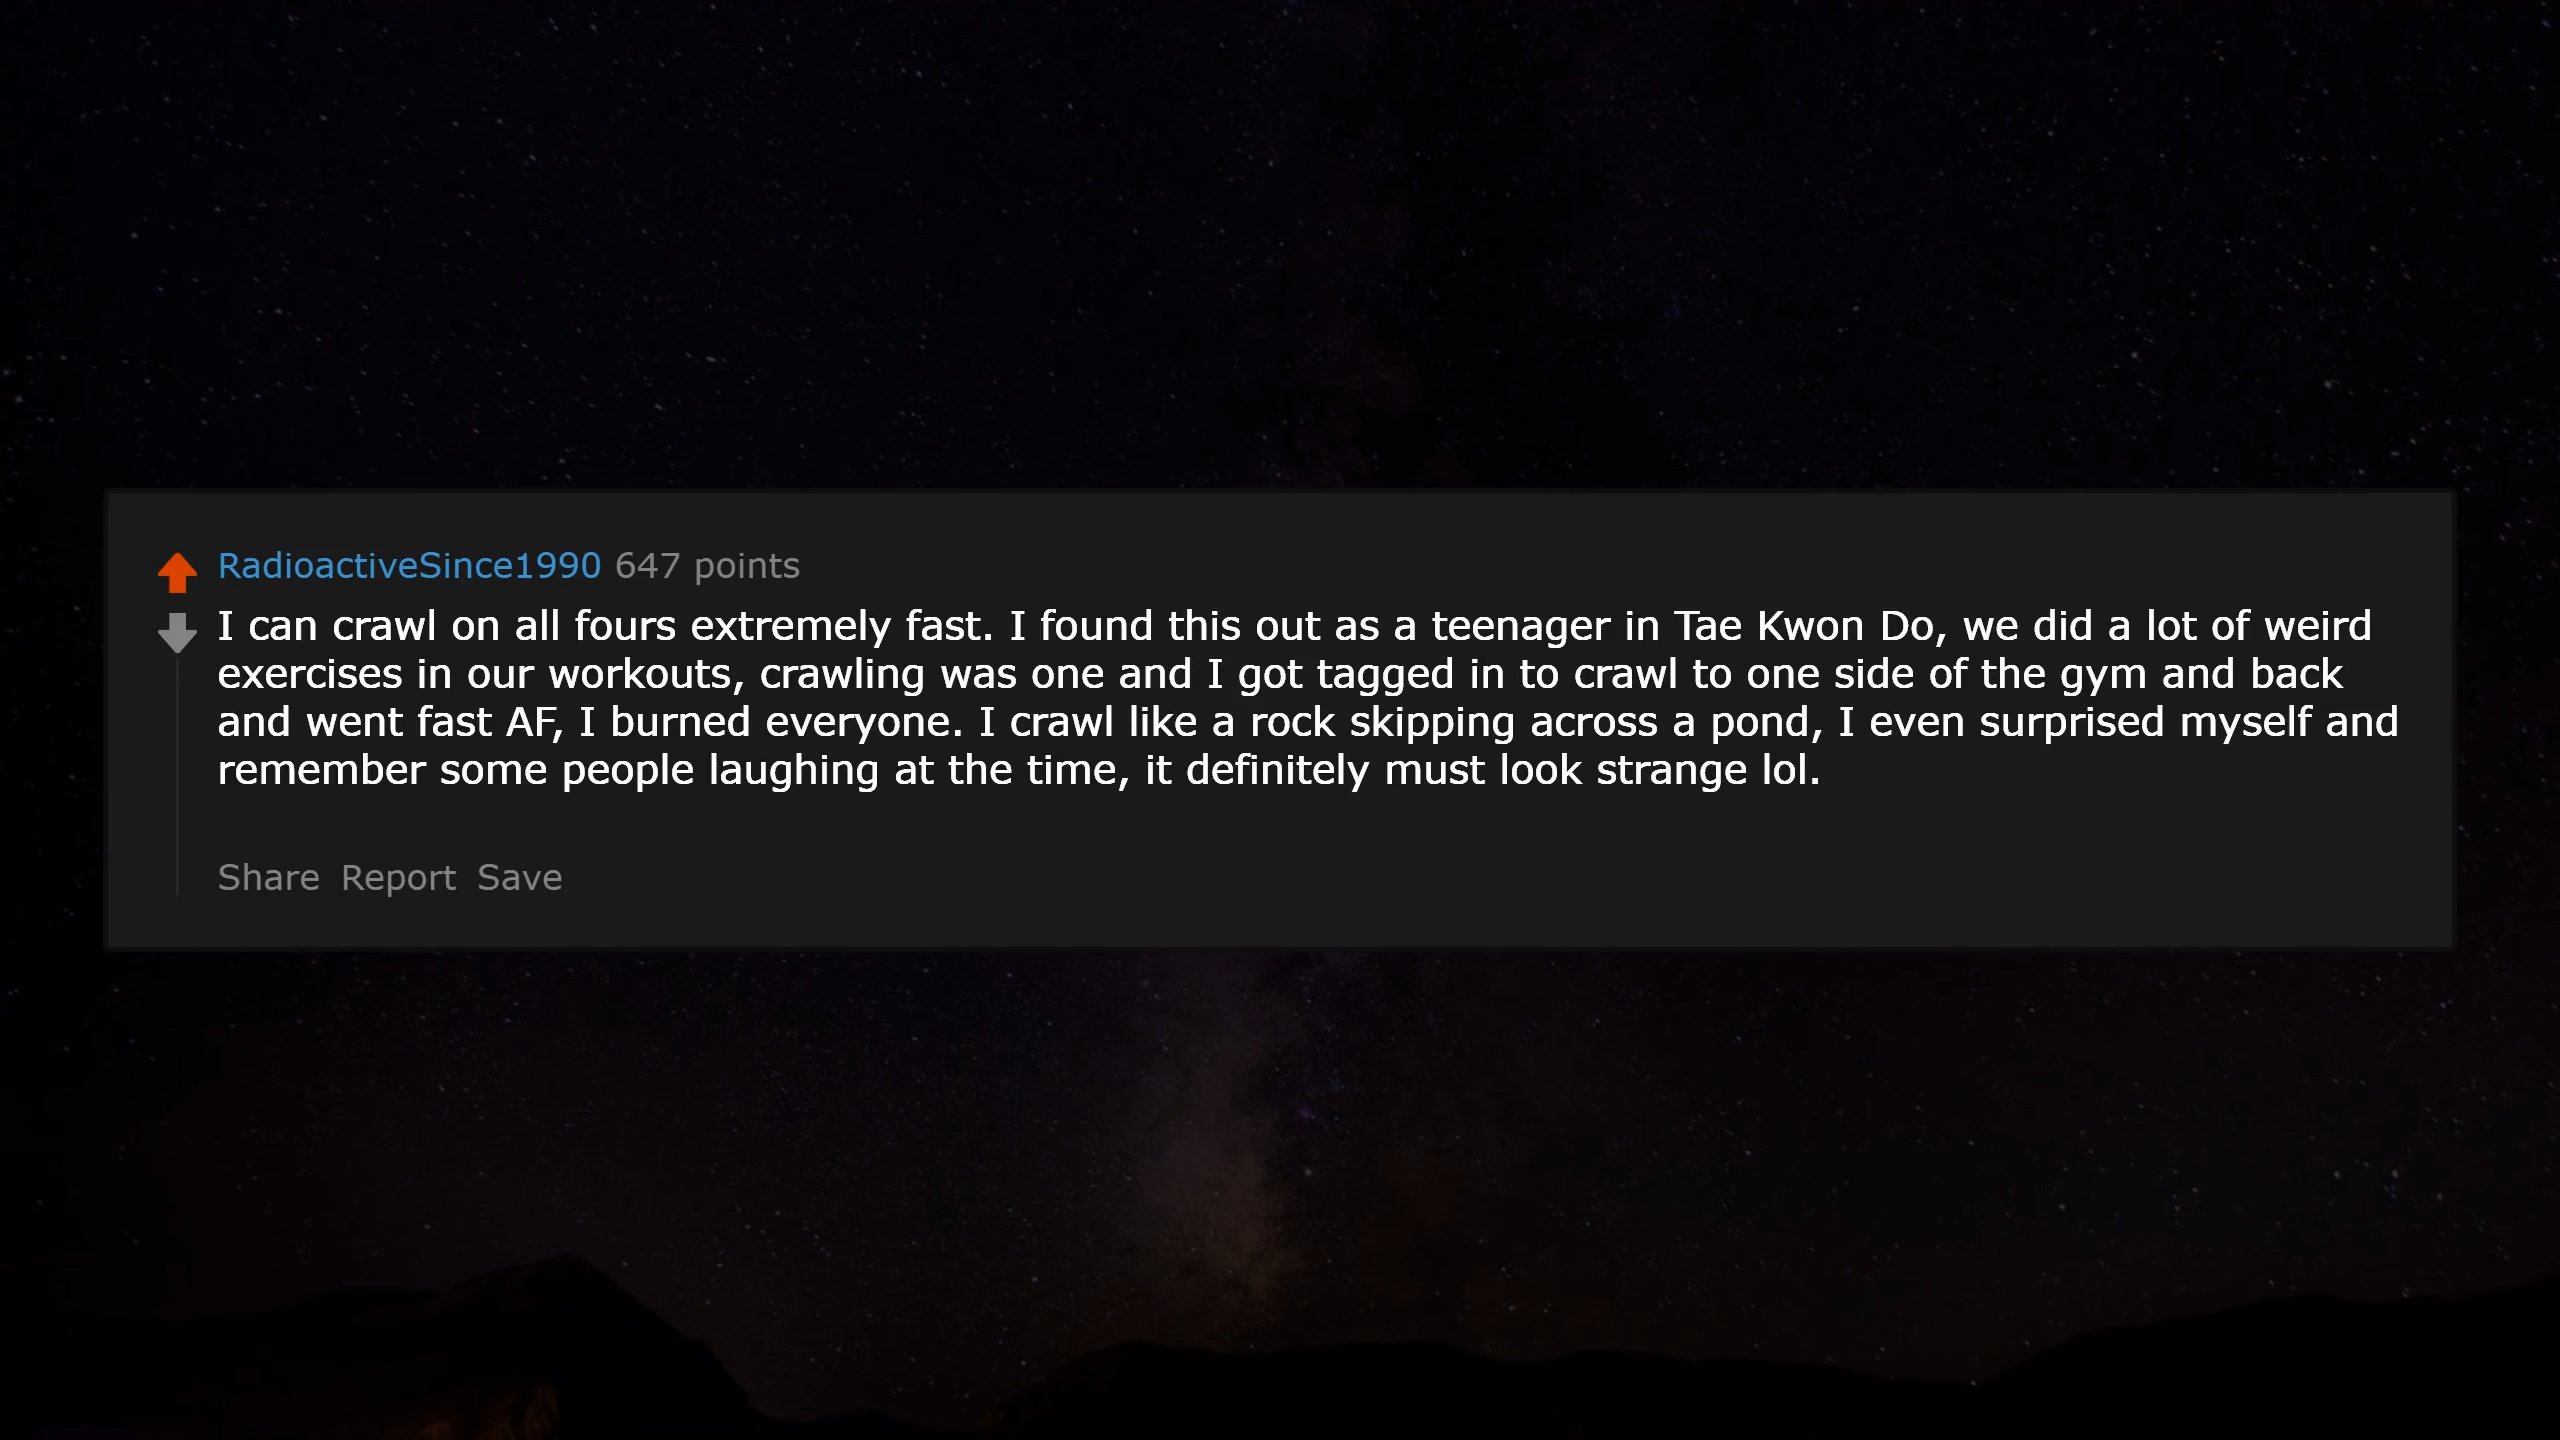 RadioactiveSince1990 647 points
I can crawl on all fours extremely fast. I found this out as a teenager in Tae Kwon Do, we did a lot of weird
exercises in our workouts, crawling was one and I got tagged in to crawl to one side of the gym and back
and went fast AF, I burned everyone. I crawl like a rock skipping across a pond, I even surprised myself and
remember some people laughing at the time, it definitely must look strange lol.
Share Report Save